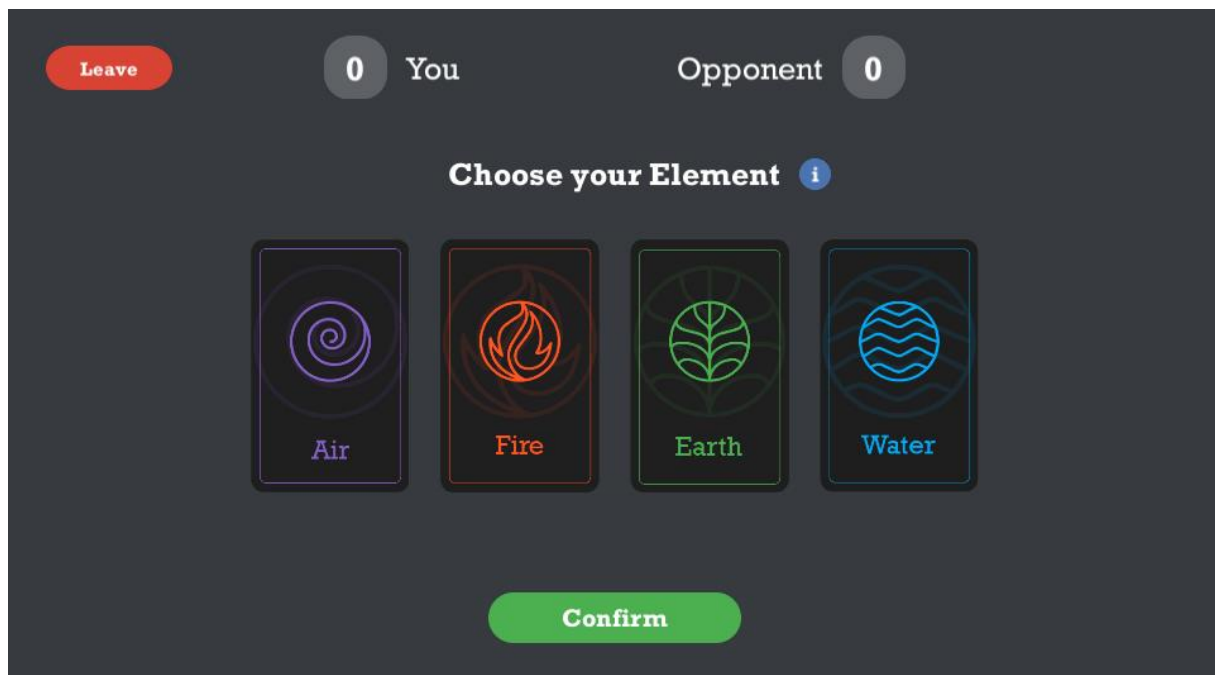 Leave
0 You
Opponent 0
Choose your Element i
Air
Fire
Earth
Water
Confirm